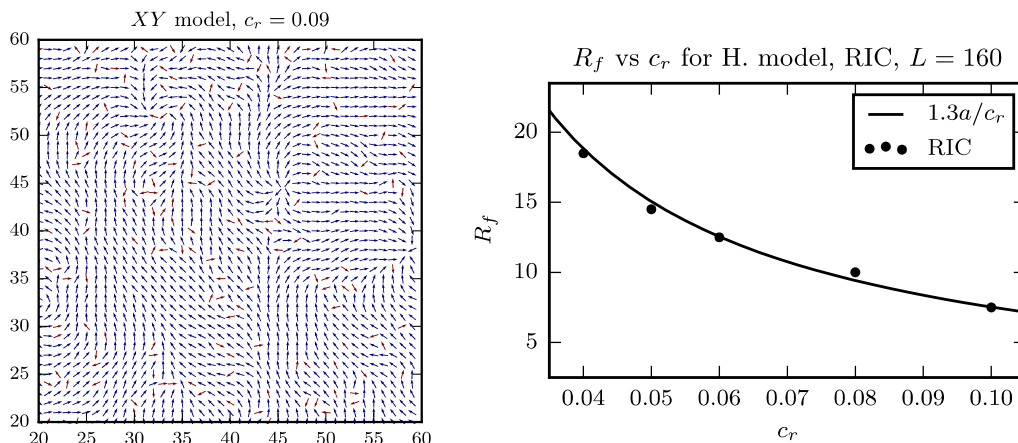 XY model, c_r = 0.09
60
55
50
45
40
35
30
25
20
20 25 30 35 40 45 50 55 60
R_f vs c_r for H. model, RIC, L = 160
1.3a/c_r
RIC
R_f
20
15
10
5
0.04 0.05 0.06 0.07 0.08 0.09 0.10
c_r